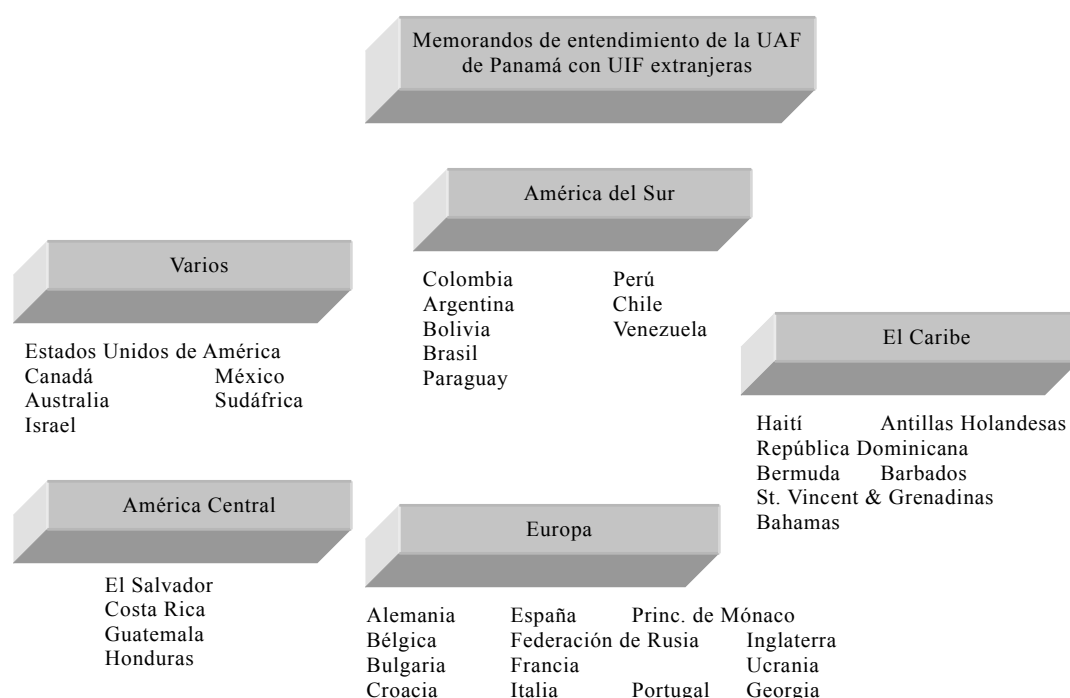 Memorandos de entendimiento de la UAF
de Panamá con UIF extranjeras
América del Sur
Colombia Perú
Argentina Chile
Bolivia Venezuela
Brasil
Paraguay
Varios
Estados Unidos de América
Canadá México
Australia Sudáfrica
Israel
El Caribe
Haití Antillas Holandesas
República Dominicana
Bermuda Barbados
St. Vincent & Grenadinas
Bahamas
América Central
El Salvador
Costa Rica
Guatemala
Honduras
Europa
Alemania España Princ. de Mónaco
Bélgica Federación de Rusia Inglaterra
Bulgaria Francia Ucrania
Croacia Italia Portugal Georgia